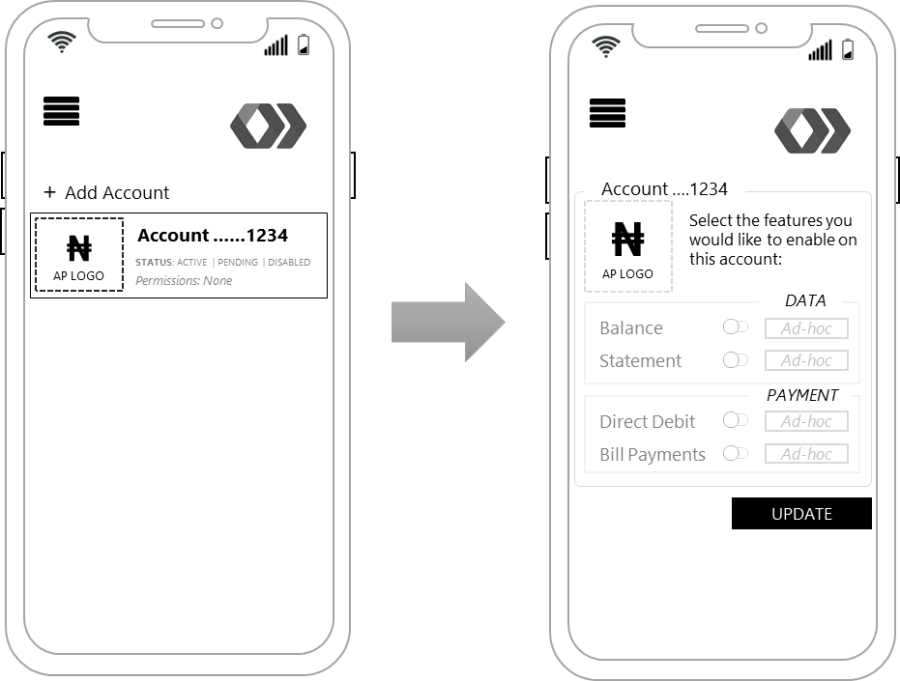 + Add Account
₦
AP LOGO
Account ......1234
STATUS: ACTIVE | PENDING | DISABLED
Permissions: None
Account ....1234
₦
AP LOGO
Select the features you
would like to enable on
this account:
DATA
Balance Ad-hoc
Statement Ad-hoc
PAYMENT
Direct Debit Ad-hoc
Bill Payments Ad-hoc
UPDATE